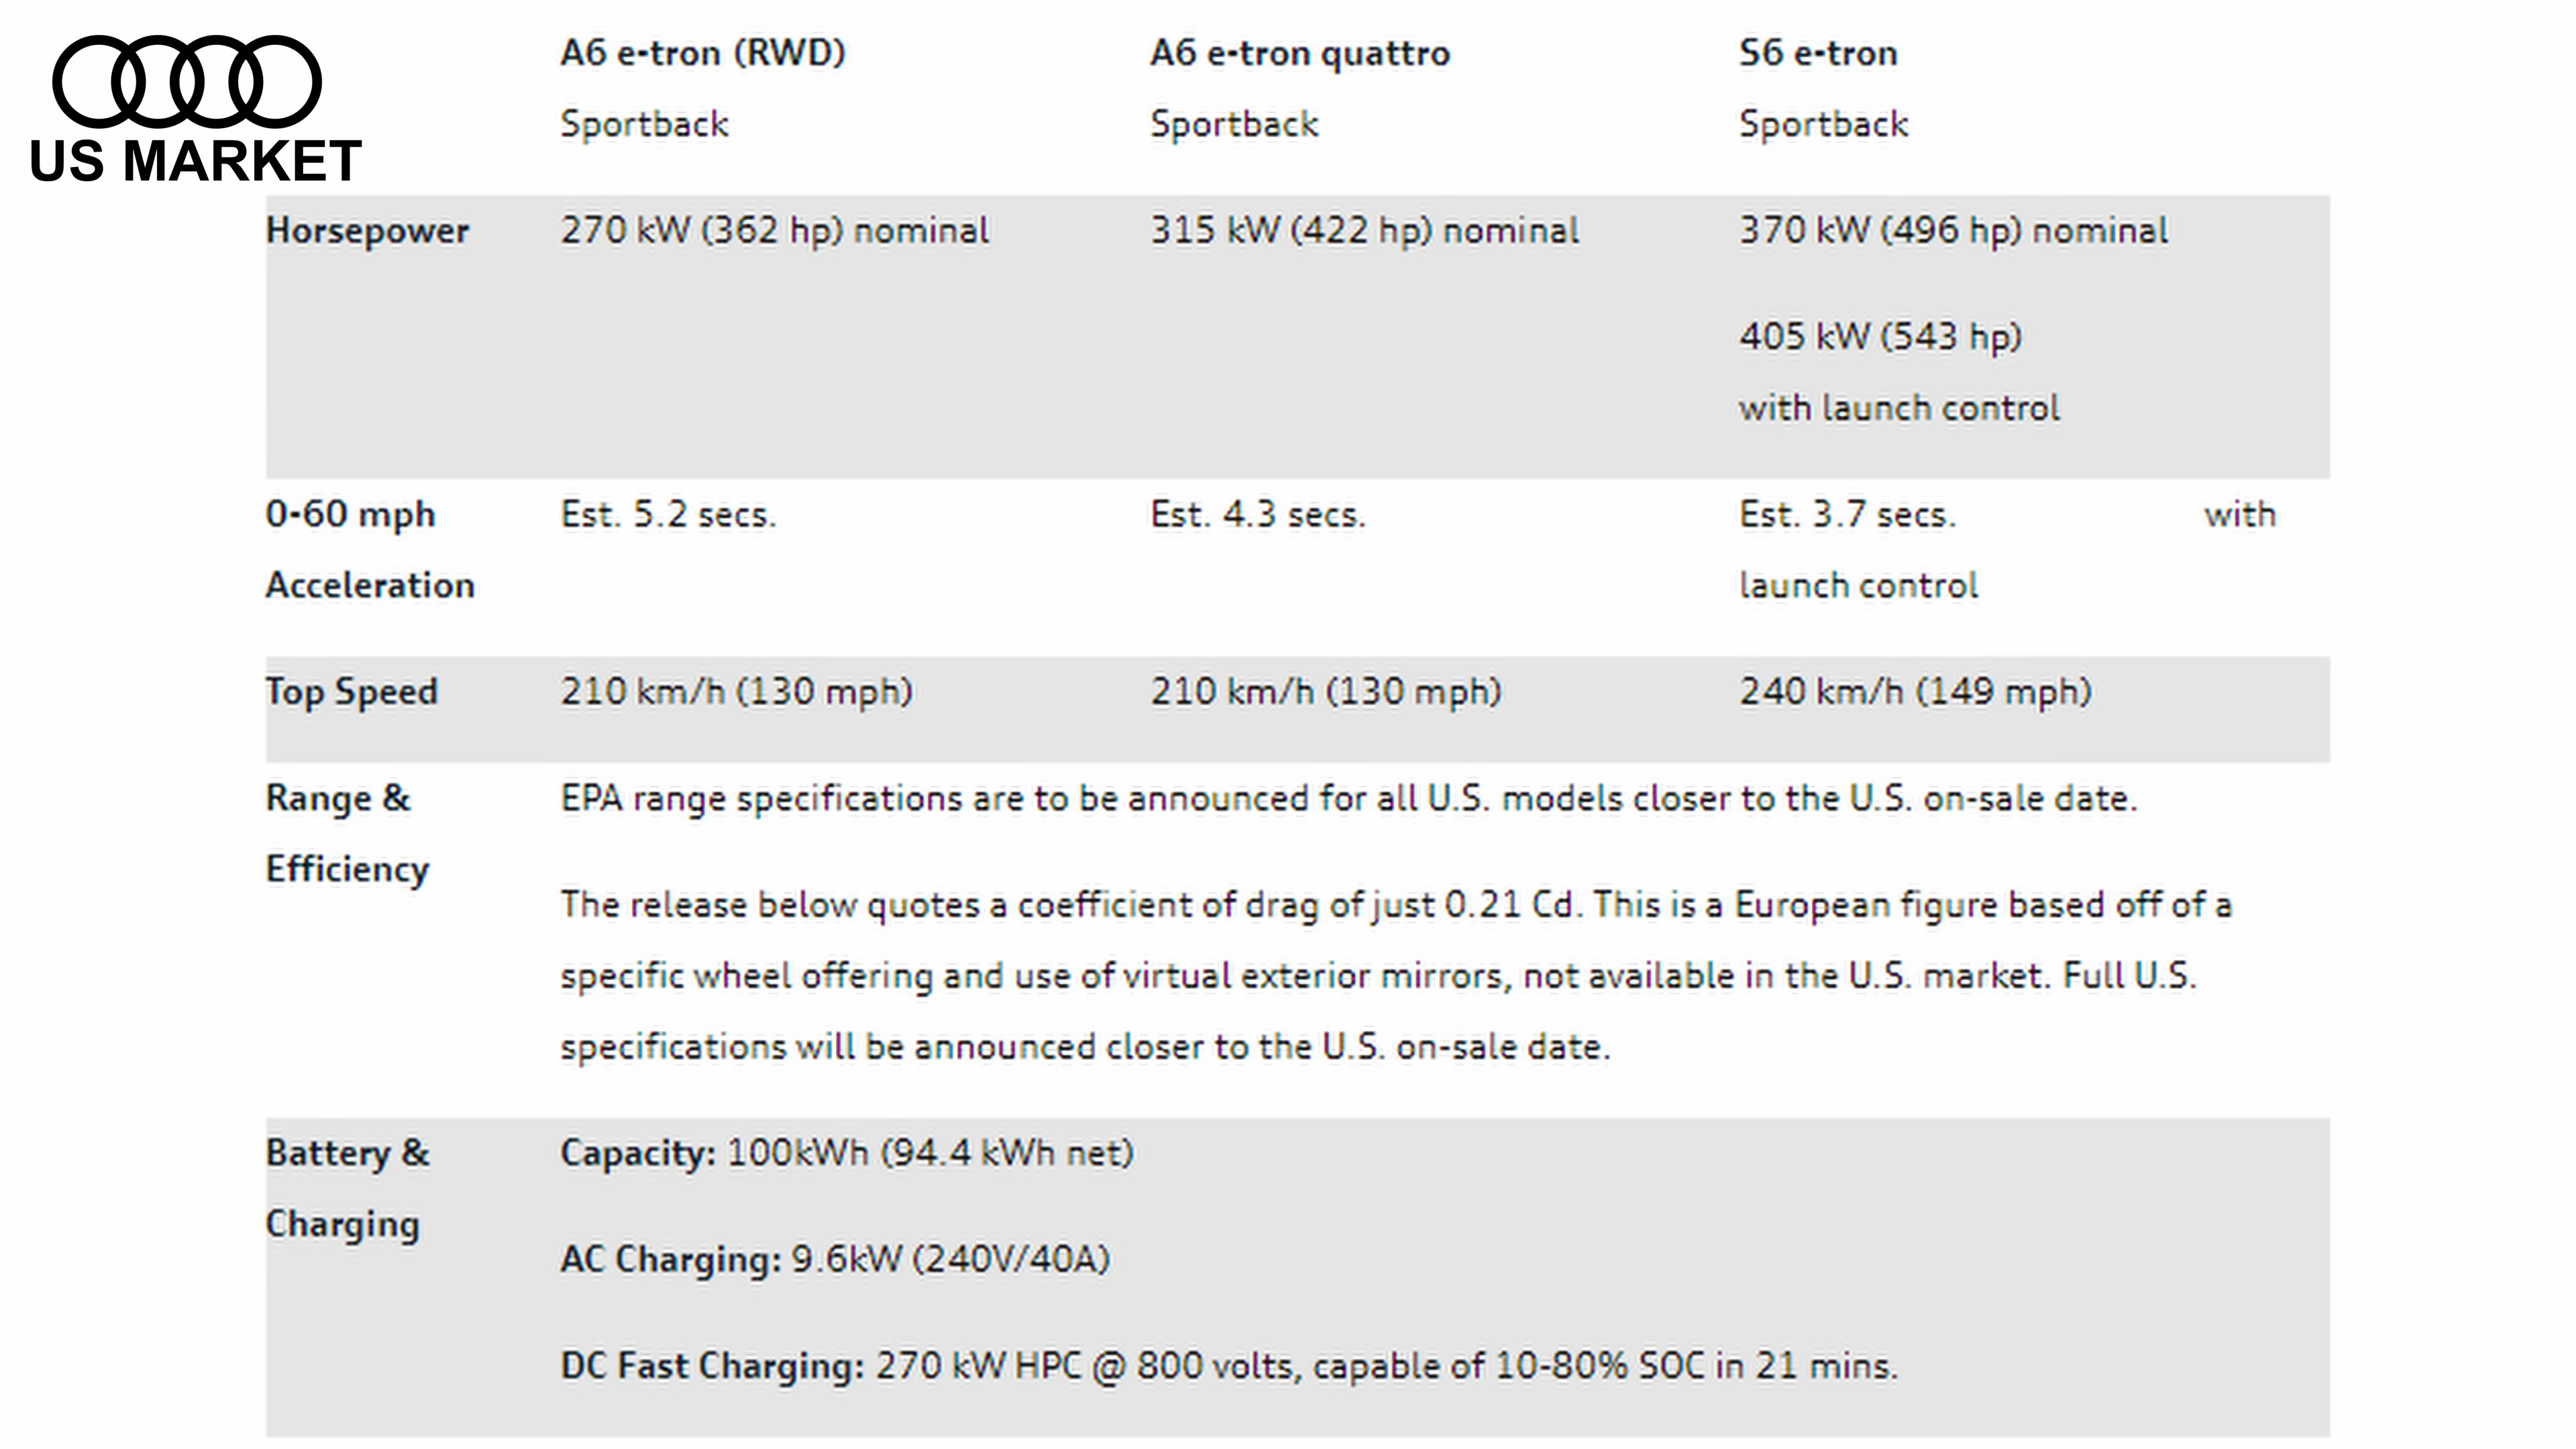 US MARKET
A6 e-tron (RWD) A6 e-tron quattro S6 e-tron
Sportback Sportback Sportback
Horsepower 270 kW (362 hp) nominal 315 kW (422 hp) nominal 370 kW (496 hp) nominal
405 kW (543 hp)
with launch control
0-60 mph Est. 5.2 secs. Est. 4.3 secs. Est. 3.7 secs. with
Acceleration launch control
Top Speed 210 km/h (130 mph) 210 km/h (130 mph) 240 km/h (149 mph)
Range & EPA range specifications are to be announced for all U.S. models closer to the U.S. on-sale date.
Efficiency
The release below quotes a coefficient of drag of just 0.21 Cd. This is a European figure based off of a
specific wheel offering and use of virtual exterior mirrors, not available in the U.S. market. Full U.S.
specifications will be announced closer to the U.S. on-sale date.
Battery & Capacity: 100kWh (94.4 kWh net)
Charging
AC Charging: 9.6kW (240V/40A)
DC Fast Charging: 270 kW HPC @ 800 volts, capable of 10-80% SOC in 21 mins.